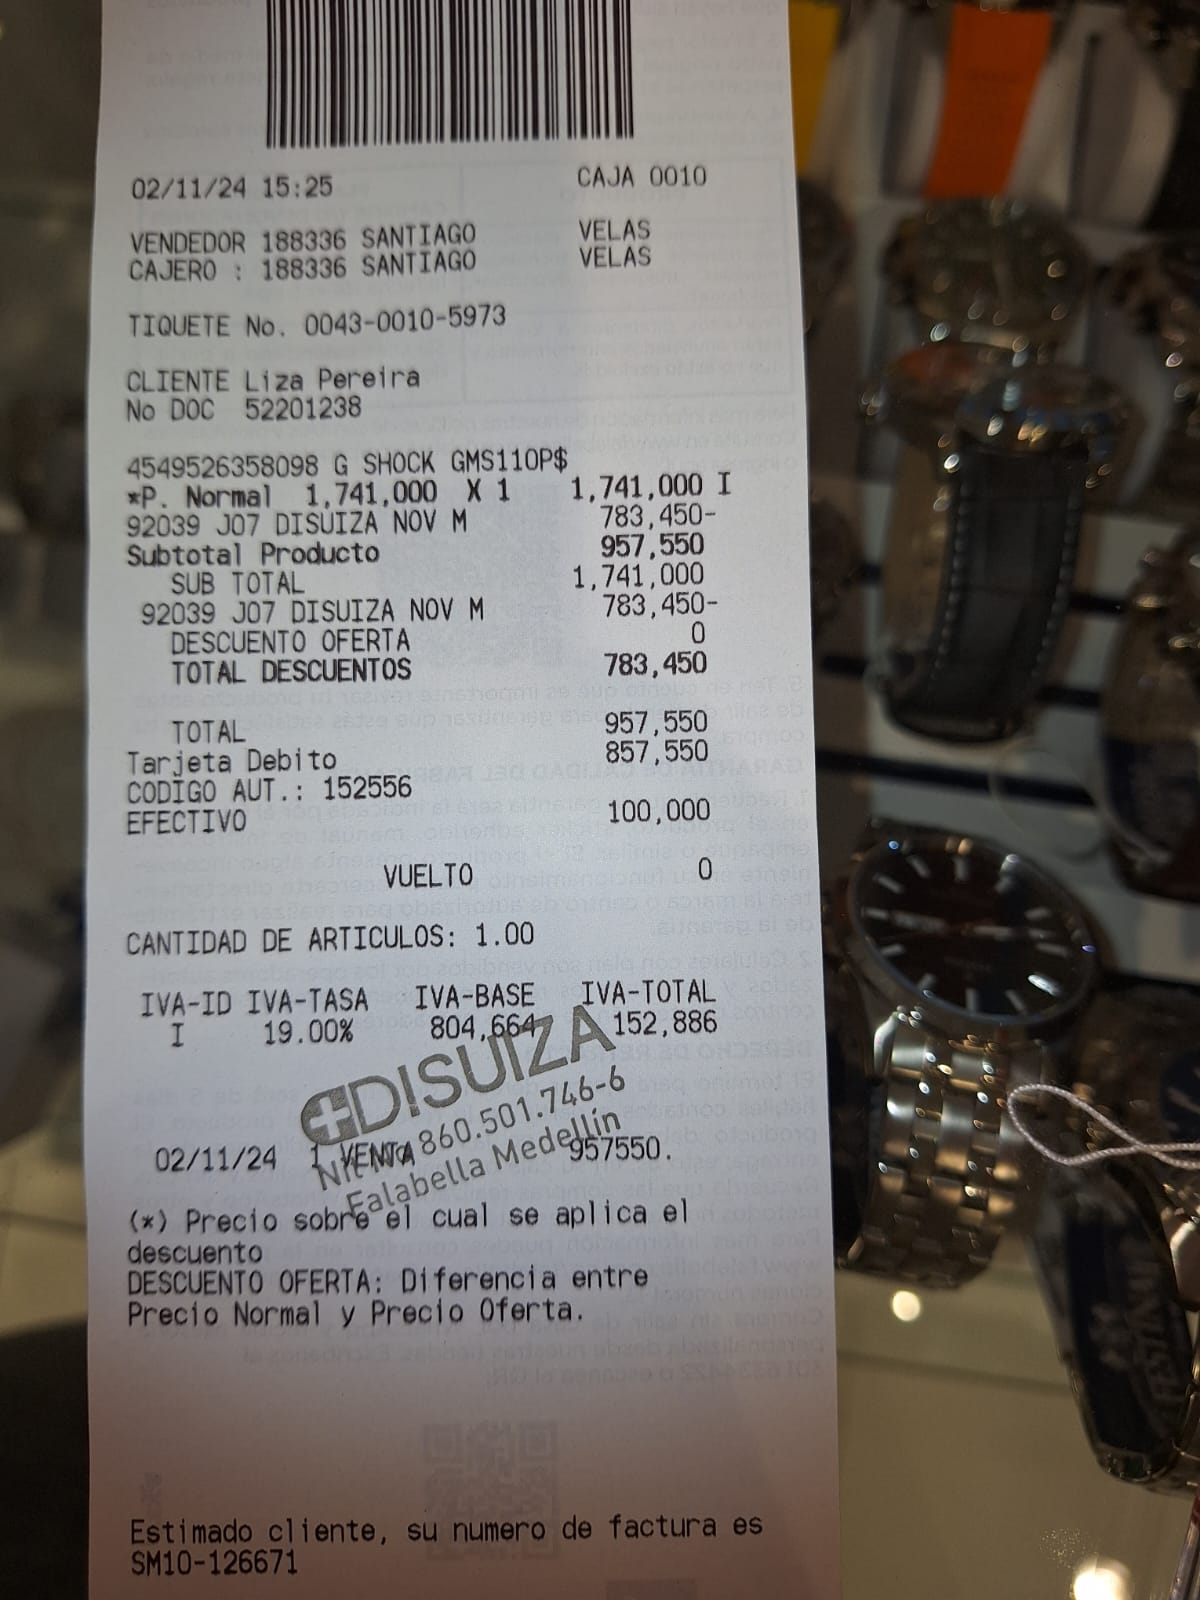 02/11/24 15:25 CAJA 0010
VENDEDOR 188336 SANTIAGO VELAS
CAJERO : 188336 SANTIAGO VELAS
TIQUETE No. 0043-0010-5973
CLIENTE Liza Pereira
No DOC 52201238
4549526358098 G SHOCK GMS110P$
*P. Normal 1,741,000 X 1 1,741,000 I
92039 J07 DISUIZA NOV M 783,450-
Subtotal Producto 957,550
SUB TOTAL 1,741,000
92039 J07 DISUIZA NOV M 783,450-
DESCUENTO OFERTA 0
TOTAL DESCUENTOS 783,450
TOTAL 957,550
Tarjeta Debito 857,550
CODIGO AUT.: 152556
EFECTIVO 100,000
VUELTO 0
CANTIDAD DE ARTICULOS: 1.00
IVA-ID IVA-TASA IVA-BASE IVA-TOTAL
I 19.00% 804,664 152,886
DISUIZA
860.501.746-6
Falabella Medellín
02/11/24 1 VENTA 957550.
(*) Precio sobre el cual se aplica el
descuento
DESCUENTO OFERTA: Diferencia entre
Precio Normal y Precio Oferta.
Estimado cliente, su numero de factura es
SM10-126671
FESTINA